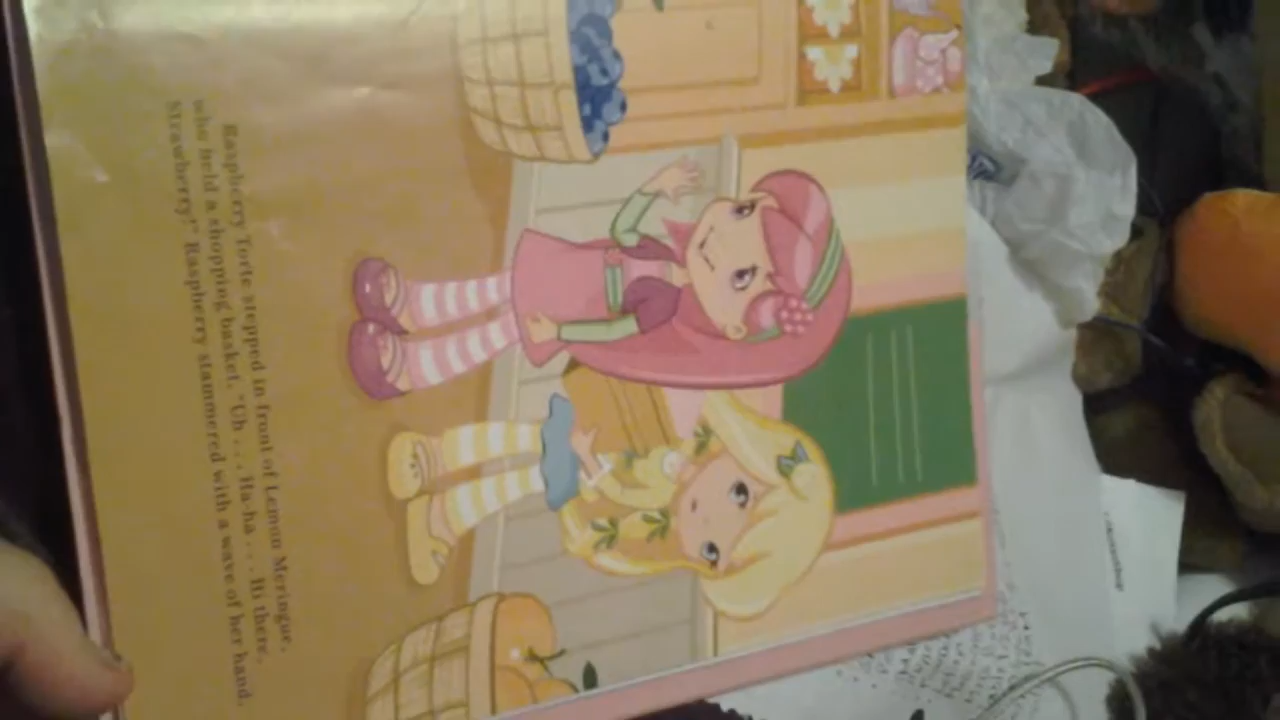 Raspberry Torte stepped in front of Lemon Meringue,
who held a shopping basket. "Uh . . . Ha-ha . . . Hi there,
Strawberry!" Raspberry stammered with a wave of her hand.